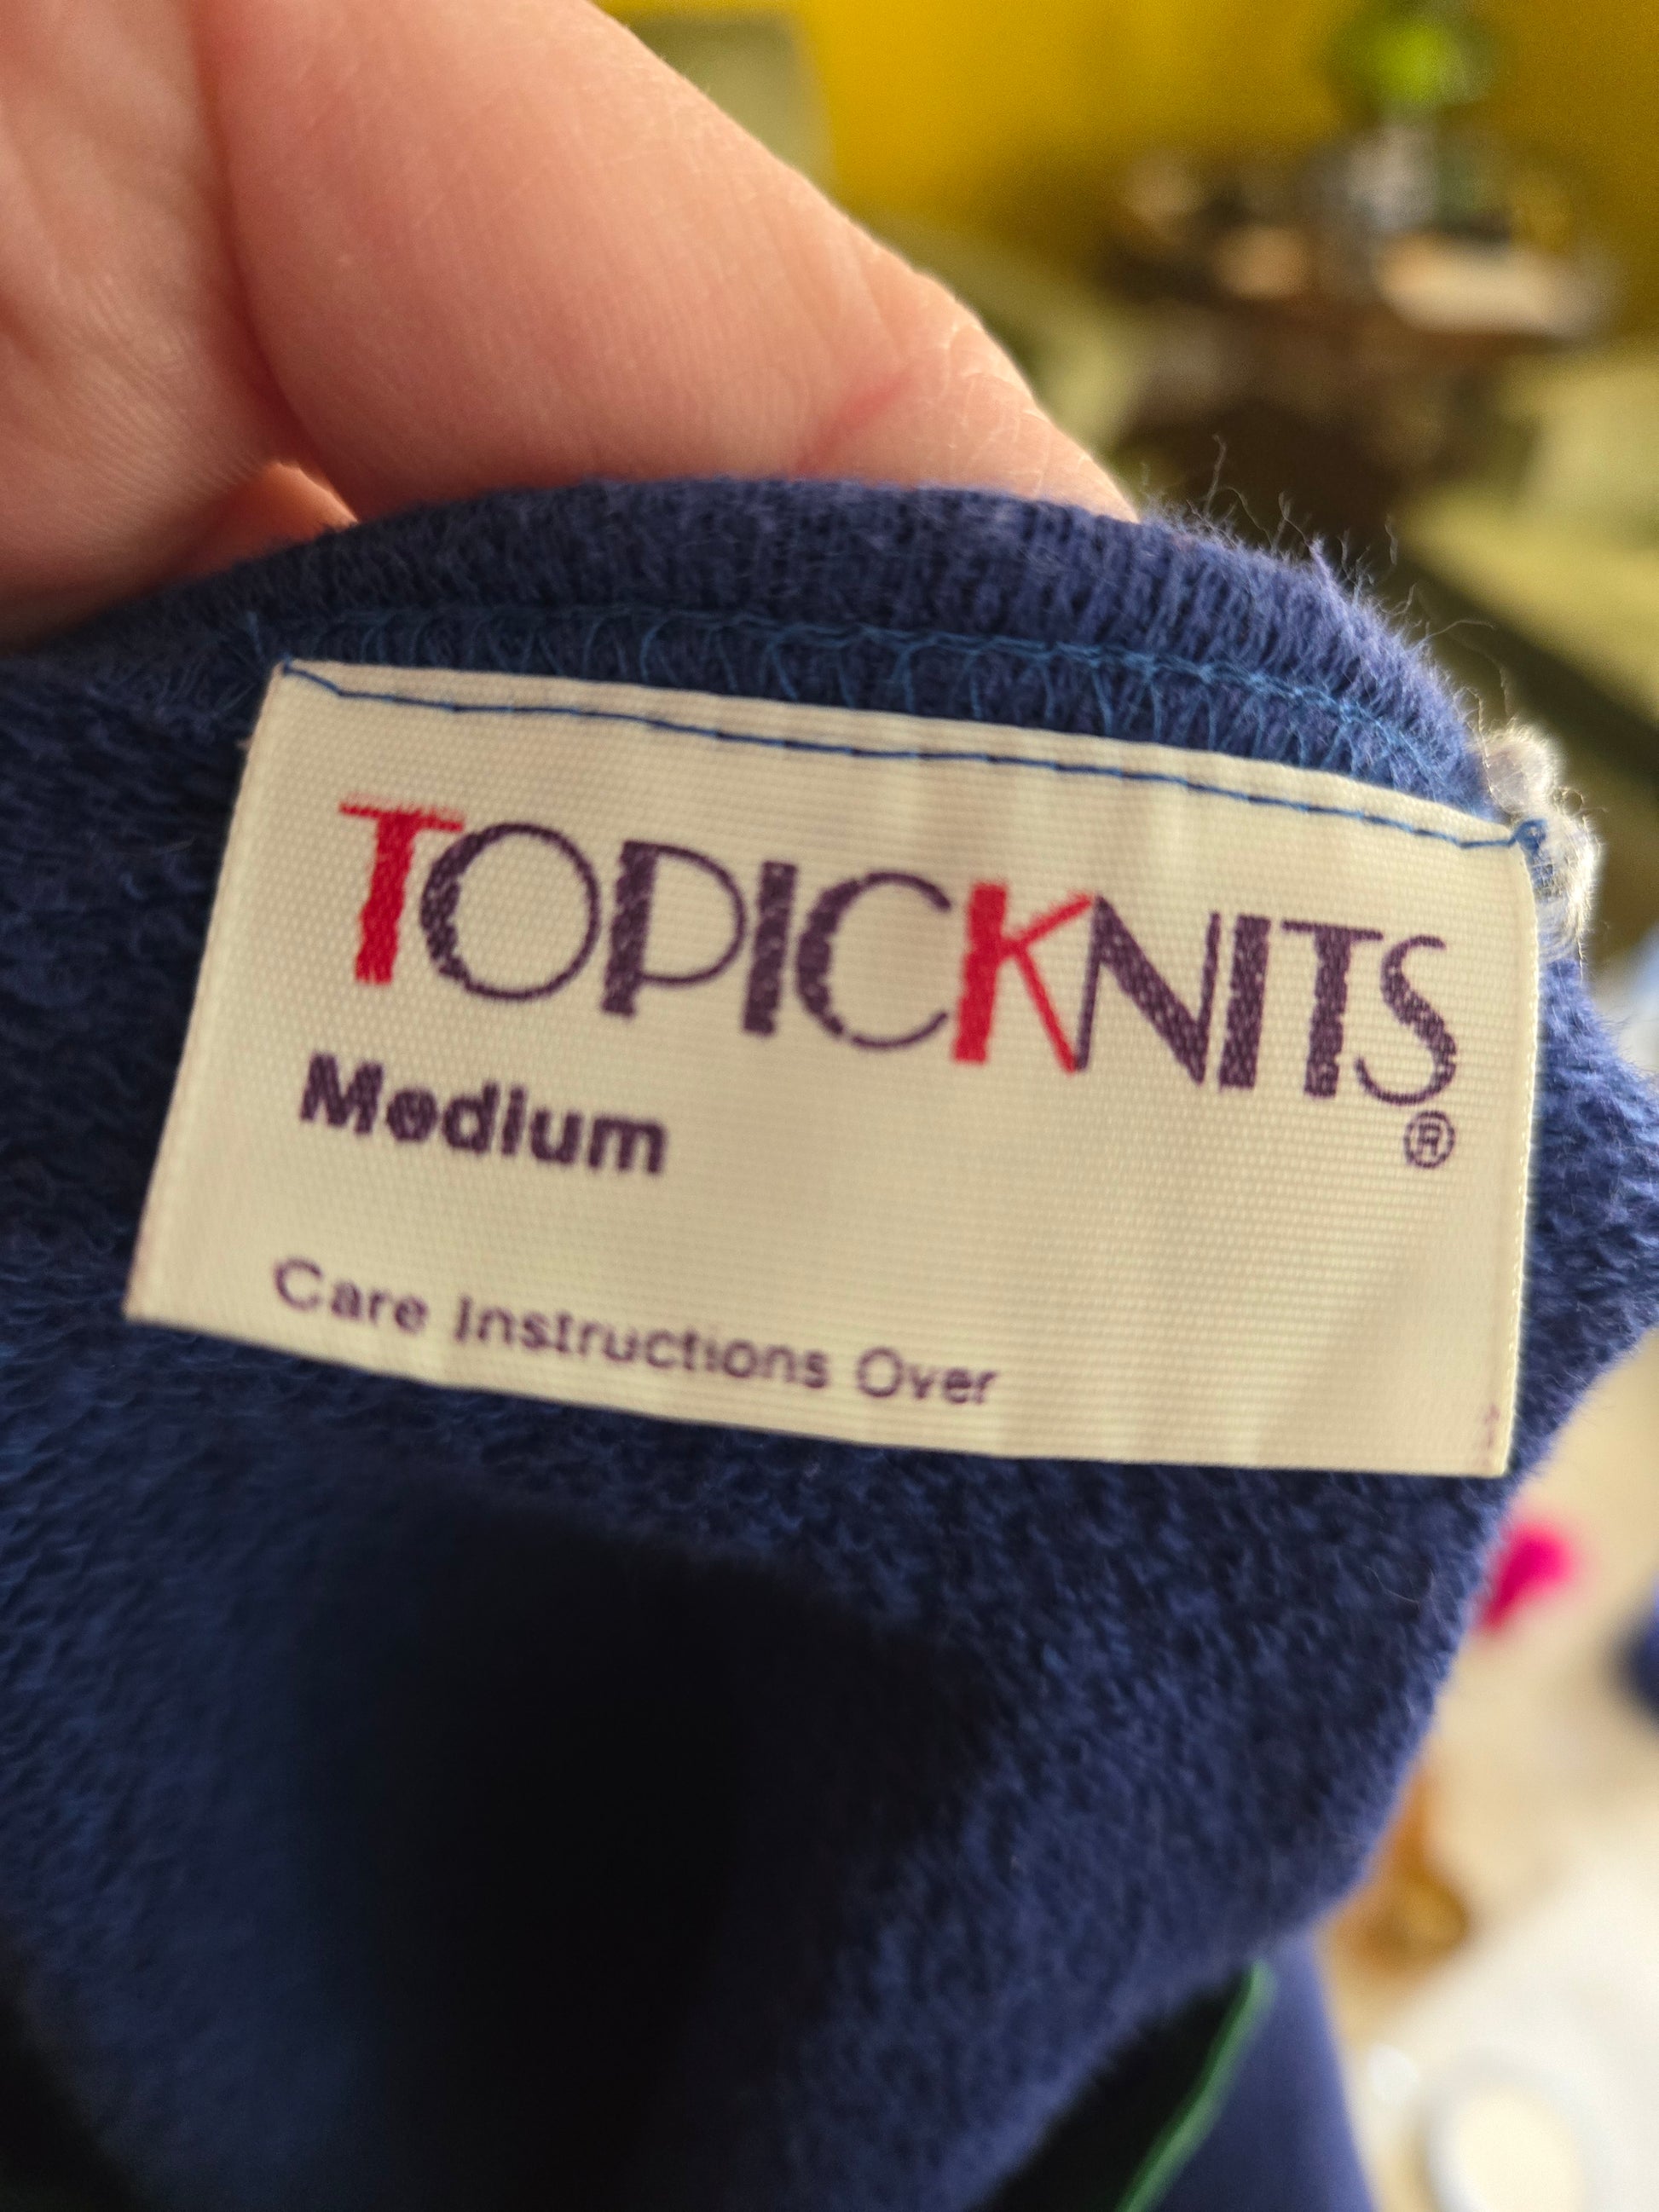 TOPICKNITS
®
Medium
Care Instructions Over